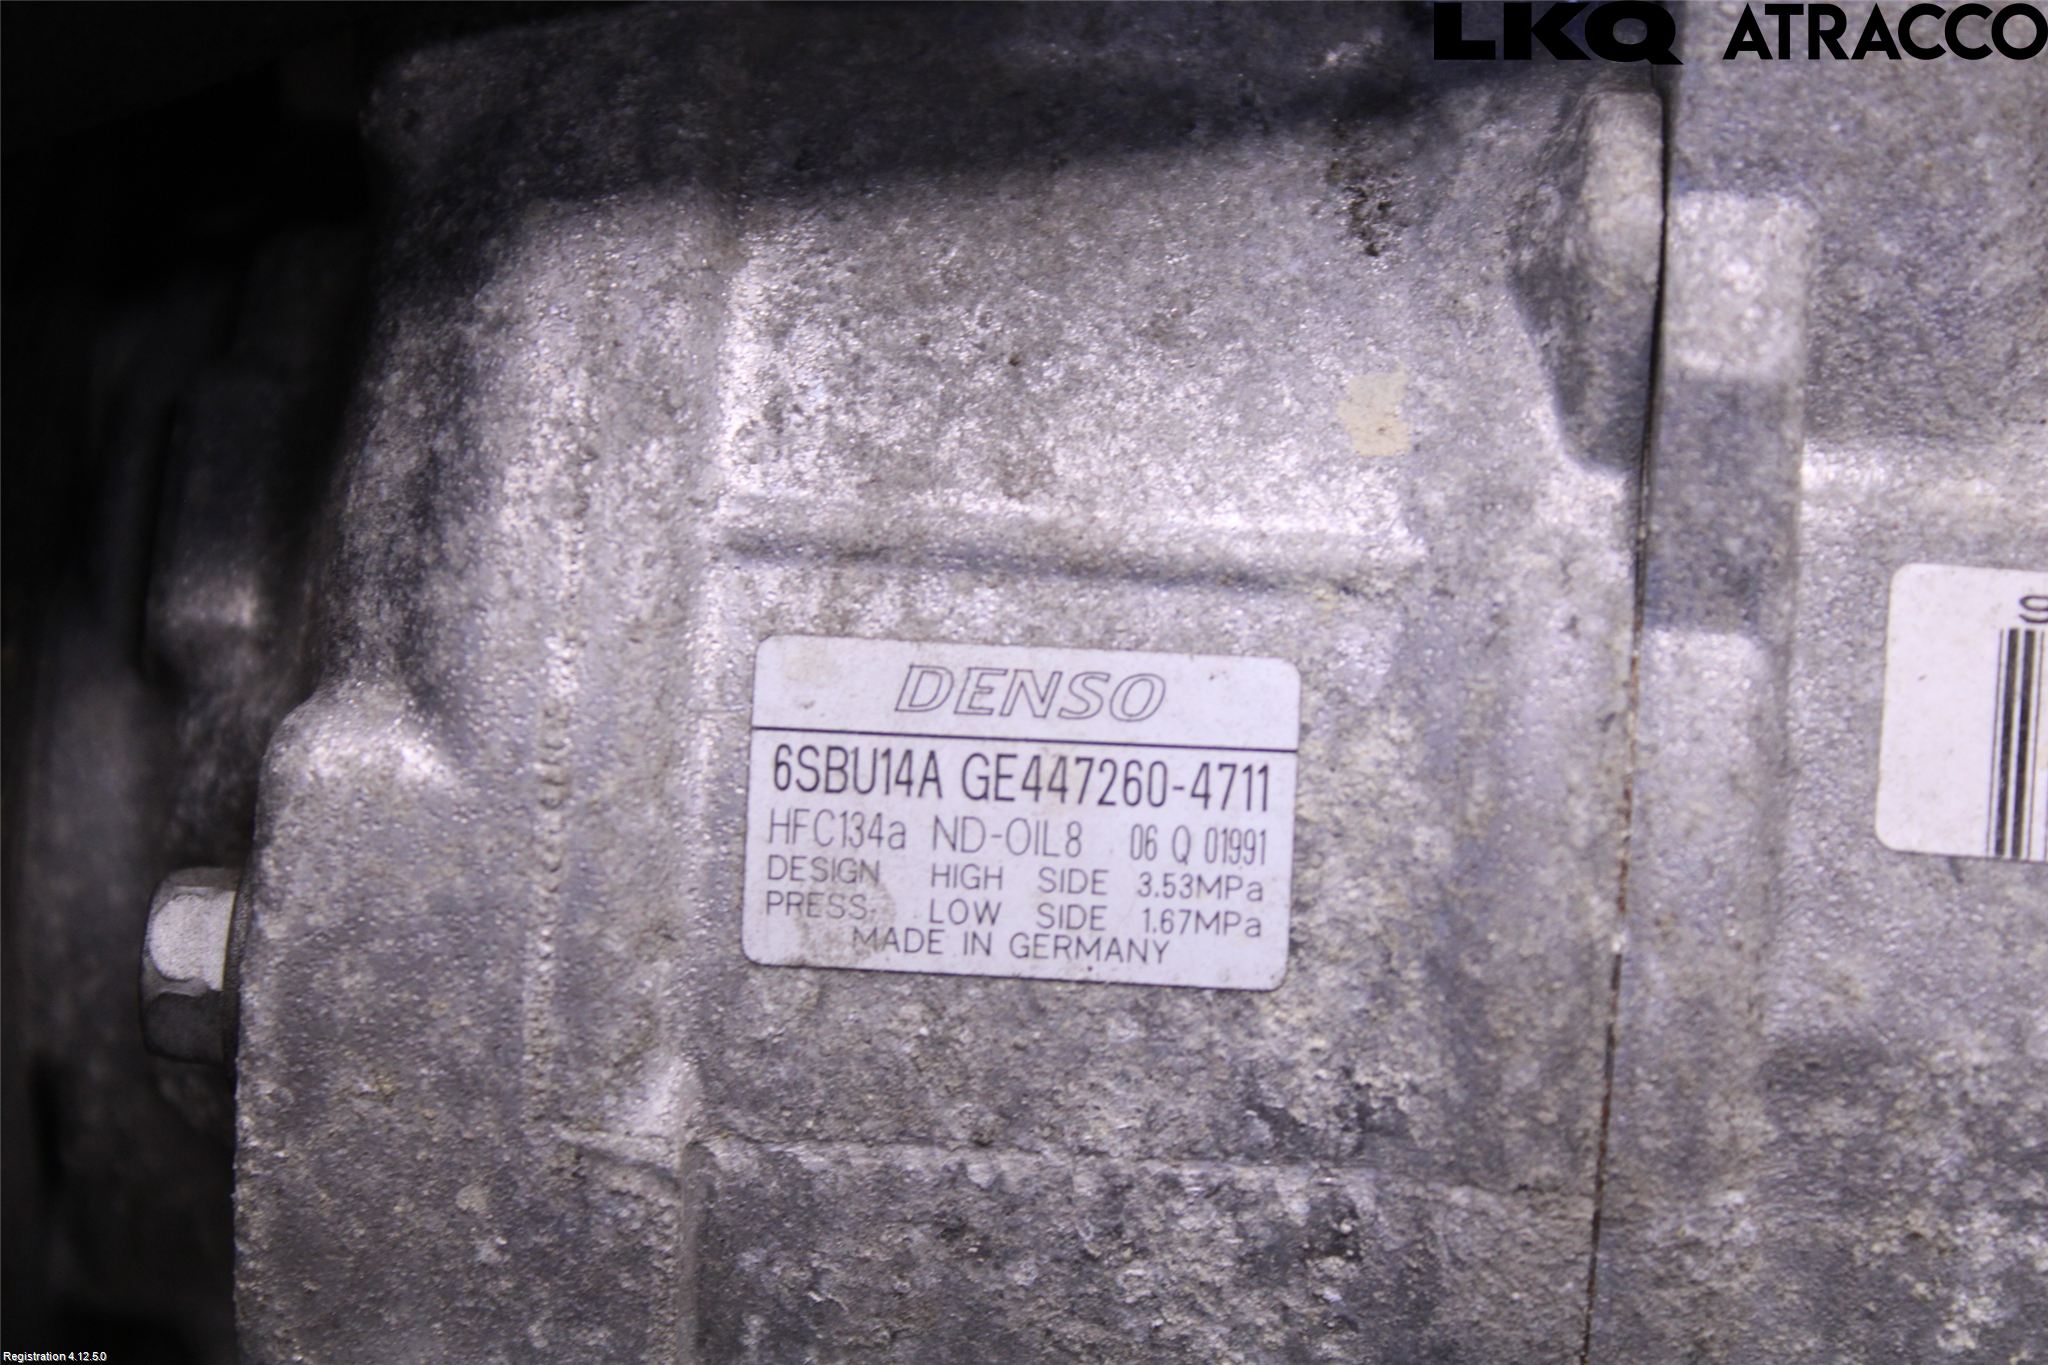 LKQ ATRACCO
DENSO
6SBU14A GE447260-4711
HFC134a ND-OIL8 06 Q 01991
DESIGN HIGH SIDE 3.53MPa
PRESS. LOW SIDE 1.67MPa
MADE IN GERMANY
Registration 4.12.5.0